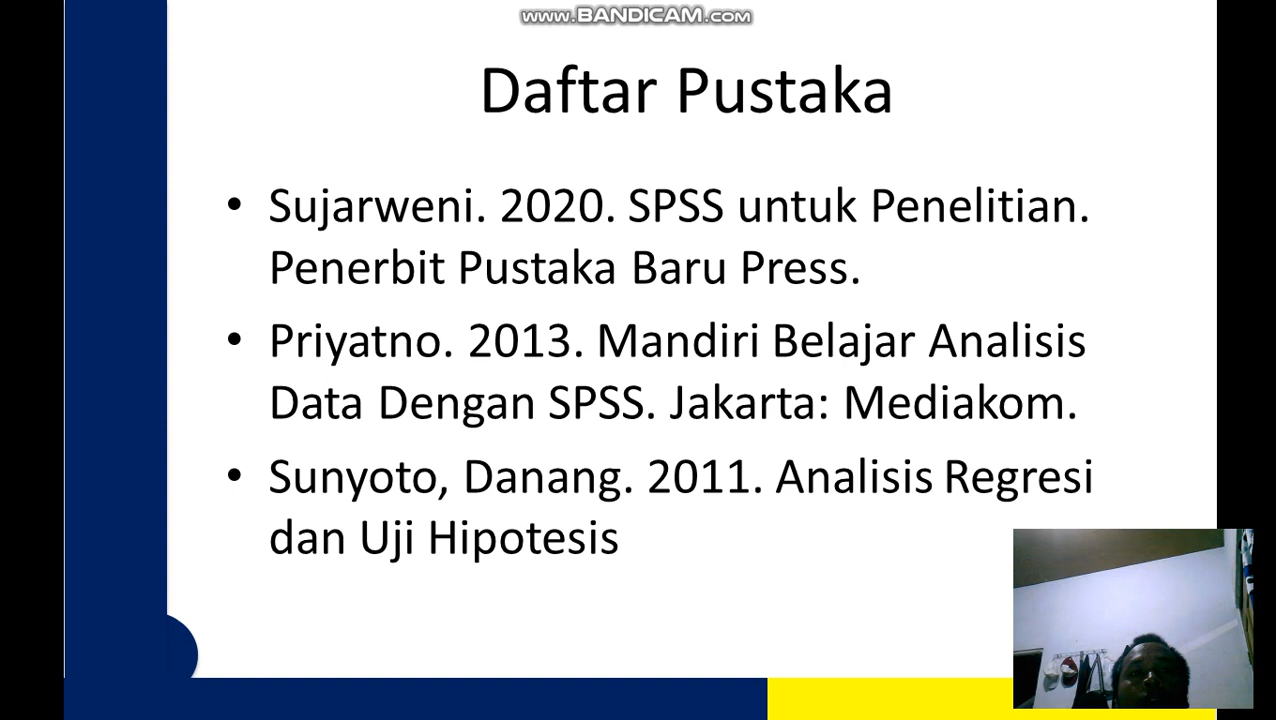 www.BANDICAM.com
Daftar Pustaka
• Sujarweni. 2020. SPSS untuk Penelitian.
Penerbit Pustaka Baru Press.
• Priyatno. 2013. Mandiri Belajar Analisis
Data Dengan SPSS. Jakarta: Mediakom.
• Sunyoto, Danang. 2011. Analisis Regresi
dan Uji Hipotesis